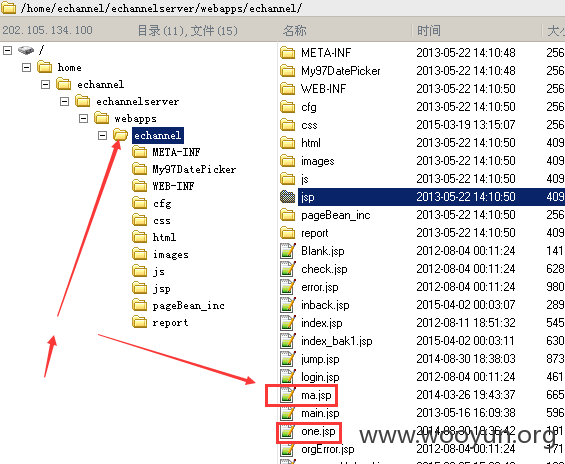 /home/echannel/echannelserver/webapps/echannel/
202.105.134.100 目录(11),文件(15) 名称 时间 大
/
home
echannel
echannelserver
webapps
echannel
META-INF
My97DatePicker
WEB-INF
cfg
css
html
images
js
jsp
pageBean_inc
report
META-INF 2013-05-22 14:10:48 256
My97DatePicker 2013-05-22 14:10:48 256
WEB-INF 2013-05-22 14:10:50 256
cfg 2013-05-22 14:10:50 256
css 2015-03-19 13:15:07 256
html 2013-05-22 14:10:50 409
images 2013-05-22 14:10:50 409
js 2013-05-22 14:10:50 256
jsp 2013-05-22 14:10:50 409
pageBean_inc 2013-05-22 14:10:50 409
report 2013-05-22 14:10:50 409
Blank.jsp 2012-08-04 00:11:24 141
check.jsp 2012-08-04 00:11:24 128
error.jsp 2012-08-04 00:11:24 980
inback.jsp 2015-04-02 00:03:07 289
index.jsp 2012-08-11 18:51:32 545
index_bak1.jsp 2015-04-02 00:03:11 630
jump.jsp 2014-08-30 18:38:03 873
login.jsp 2012-08-04 00:11:24 461
ma.jsp 2014-03-26 19:43:37 665
main.jsp 2013-05-16 16:09:38 596
one.jsp 2014-08-30 19:36:42 191
orgError.jsp 2012-08-04 00:11:24
www.wooyun.org